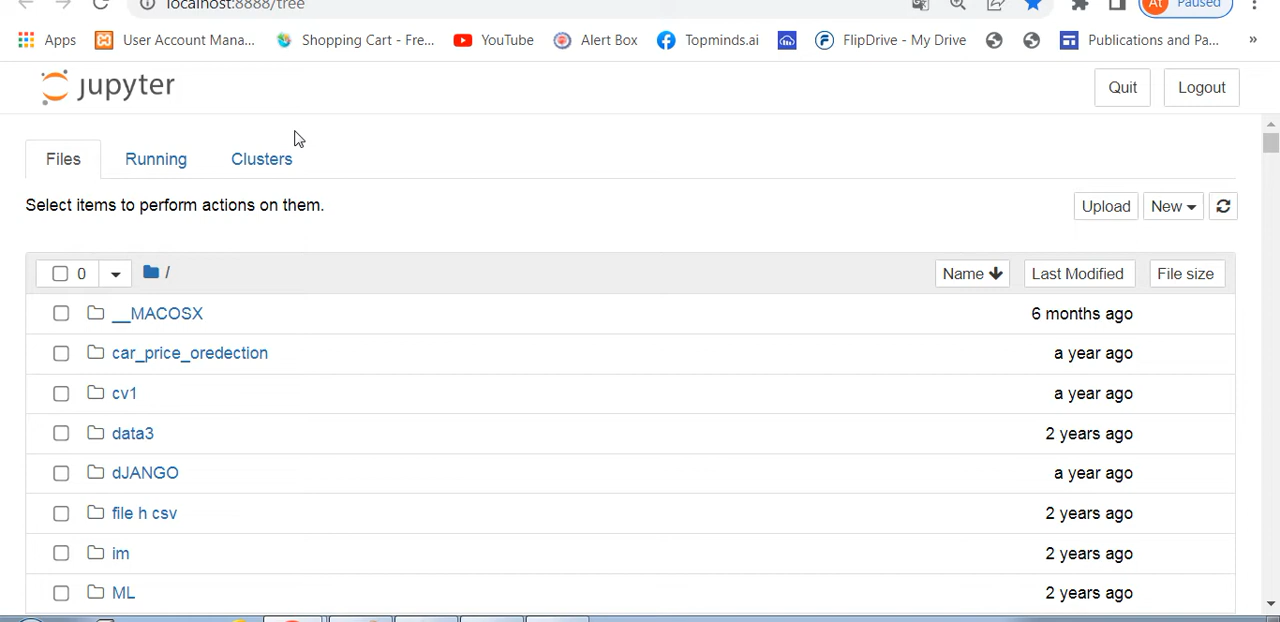 localhost:8888/tree
At Paused
Apps User Account Mana... Shopping Cart - Fre... YouTube Alert Box Topminds.ai FlipDrive - My Drive Publications and Pa... »
jupyter
Quit Logout
Files Running Clusters
Select items to perform actions on them.
Upload New
0 / Name Last Modified File size
__MACOSX 6 months ago
car_price_oredection a year ago
cv1 a year ago
data3 2 years ago
dJANGO a year ago
file h csv 2 years ago
im 2 years ago
ML 2 years ago